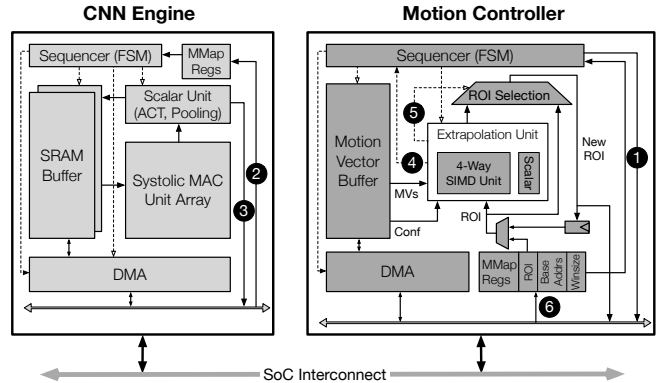 CNN Engine
Sequencer (FSM)
MMap
Regs
Scalar Unit
(ACT, Pooling)
SRAM
Buffer
Systolic MAC
Unit Array
2
3
DMA
Motion Controller
Sequencer (FSM)
ROI Selection
5
Extrapolation Unit
4
4-Way
SIMD Unit
Scalar
Motion
Vector
Buffer
MVs
Conf
ROI
New
ROI
1
DMA
MMap
Regs
ROI
Base
Addrs
Winsize
6
SoC Interconnect